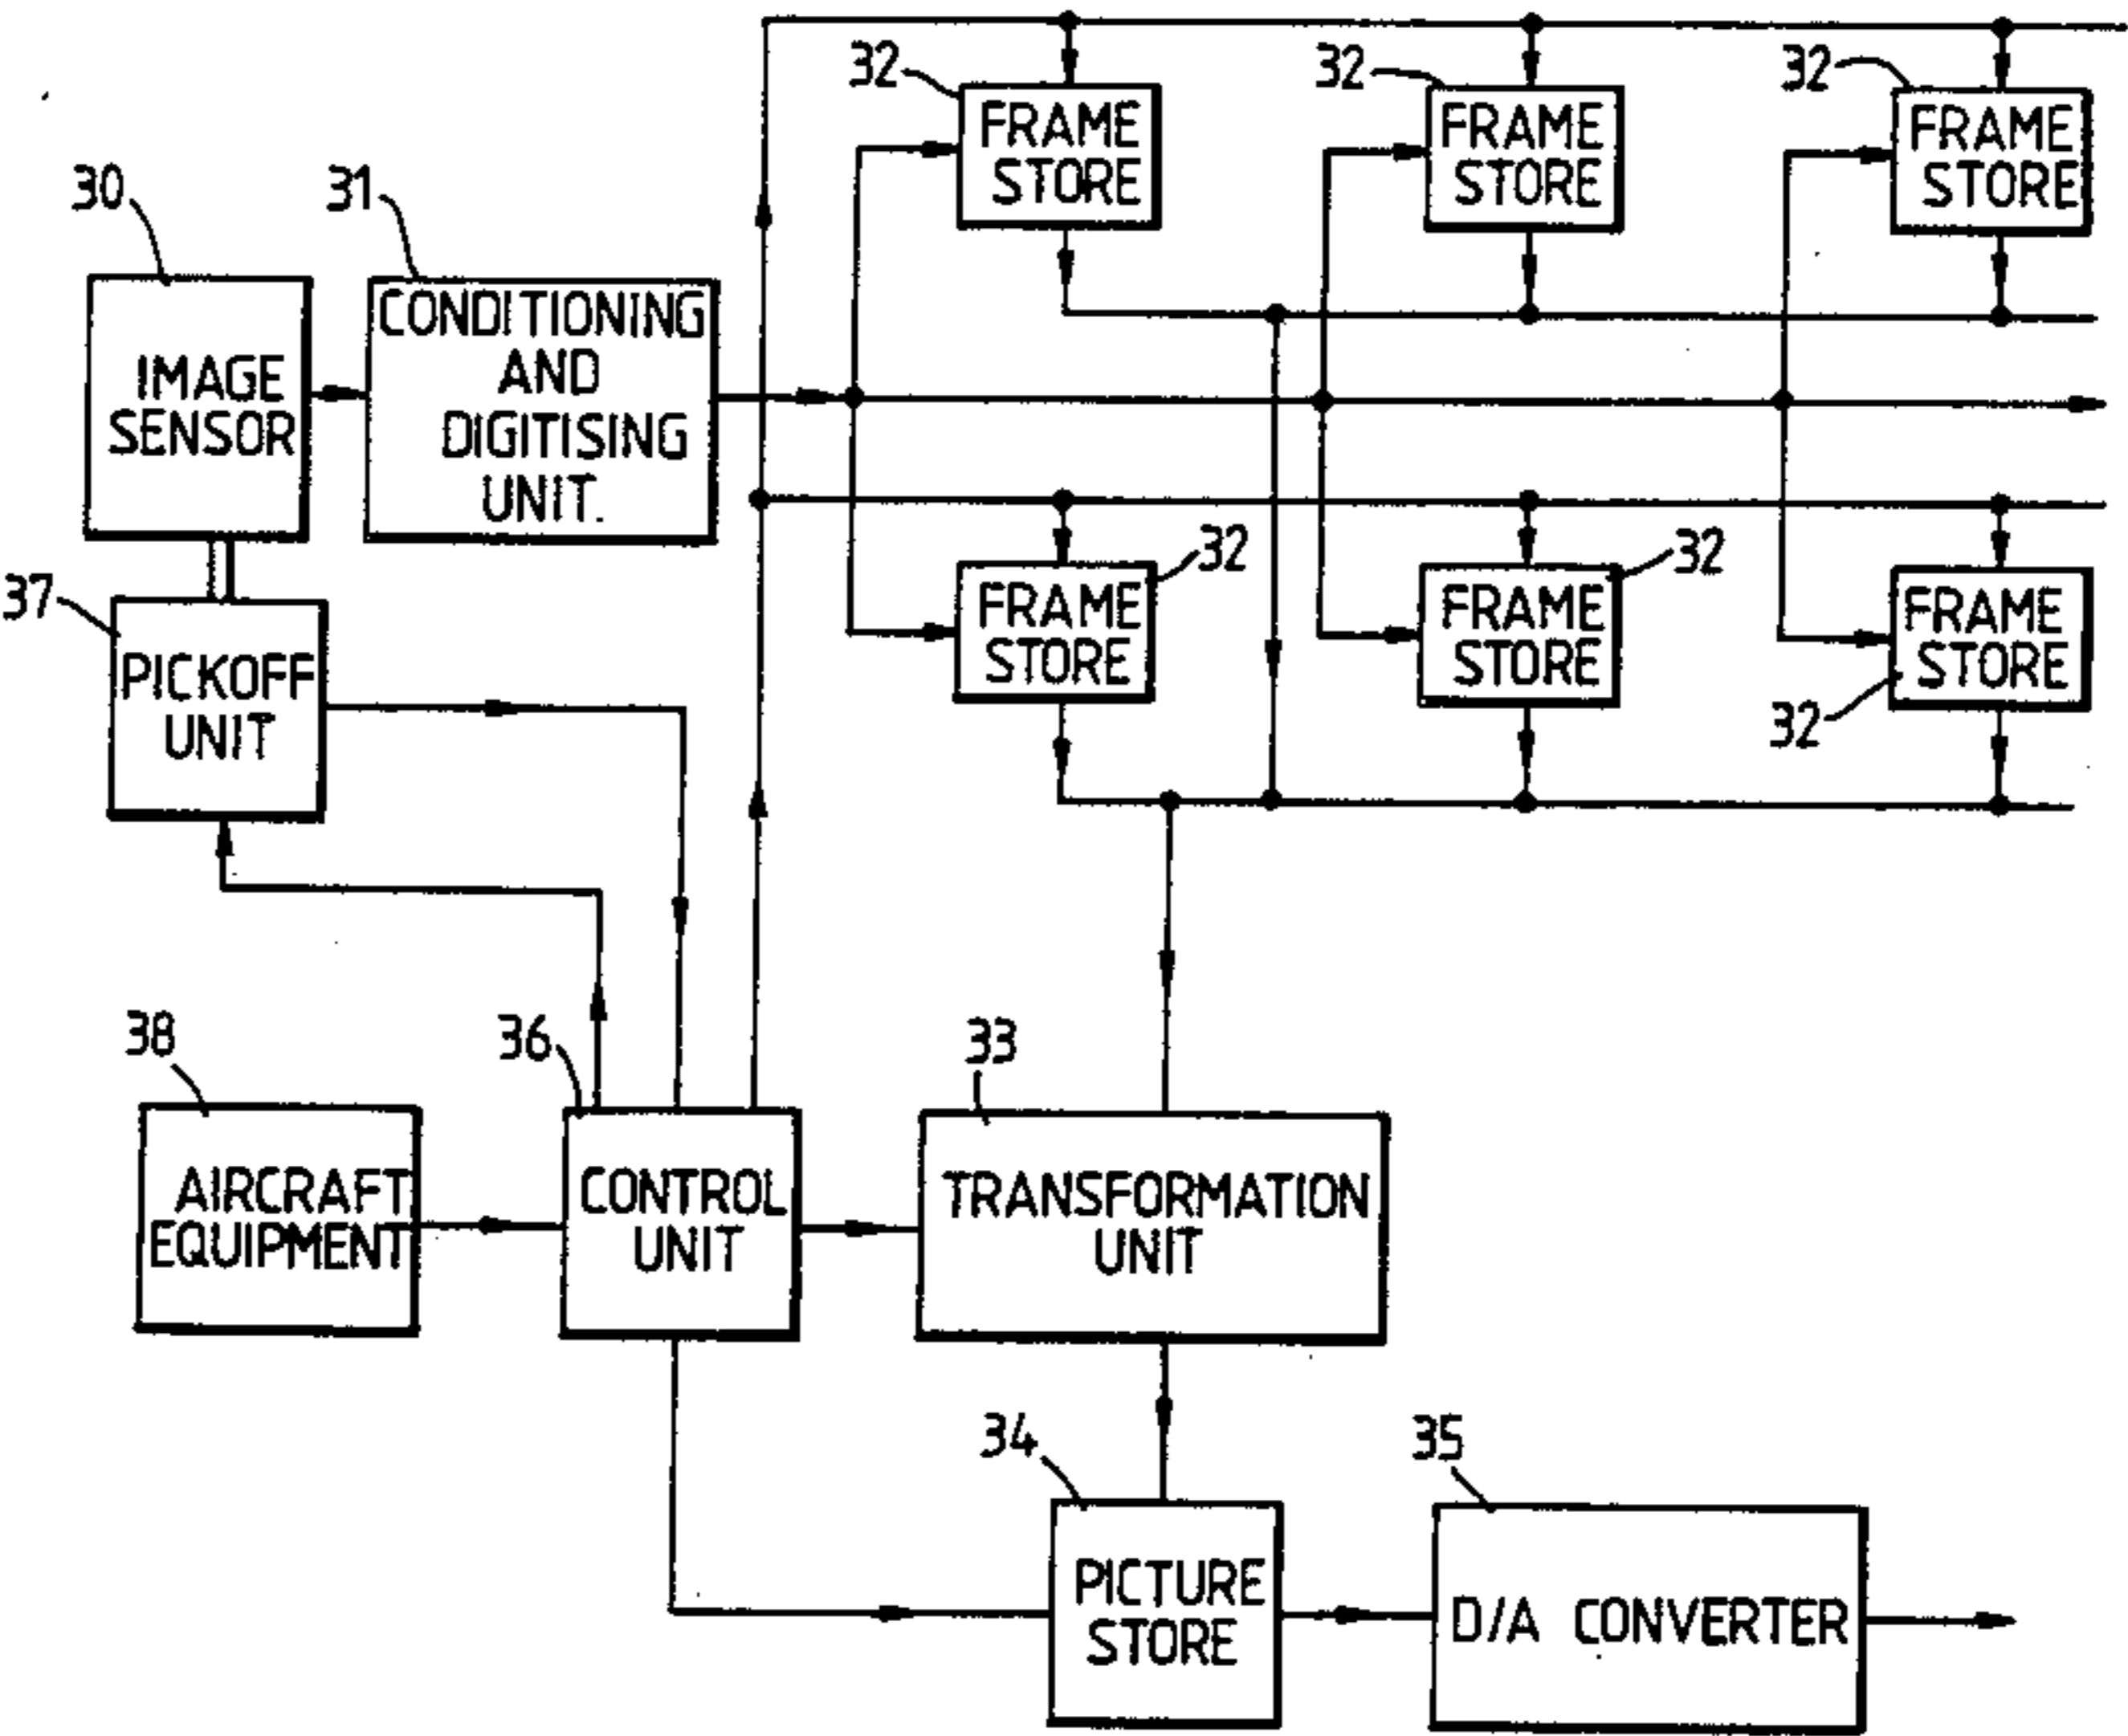 32
FRAME
STORE
32
FRAME
STORE
32
FRAME
STORE
30
IMAGE
SENSOR
31
CONDITIONING
AND
DIGITISING
UNIT.
32
FRAME
STORE
32
FRAME
STORE
32
FRAME
STORE
37
PICKOFF
UNIT
38
AIRCRAFT
EQUIPMENT
36
CONTROL
UNIT
33
TRANSFORMATION
UNIT
34
PICTURE
STORE
35
D/A CONVERTER